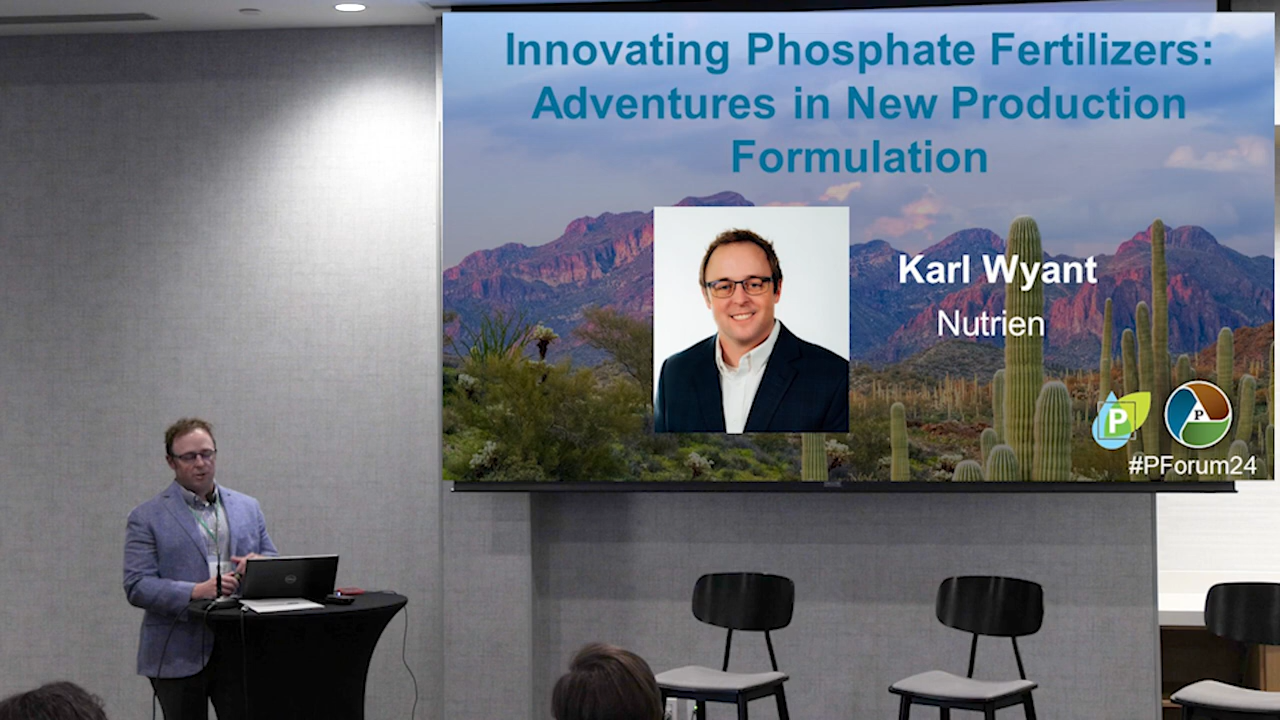 Innovating Phosphate Fertilizers:
Adventures in New Production
Formulation
Karl Wyant
Nutrien
P
P
#PForum24